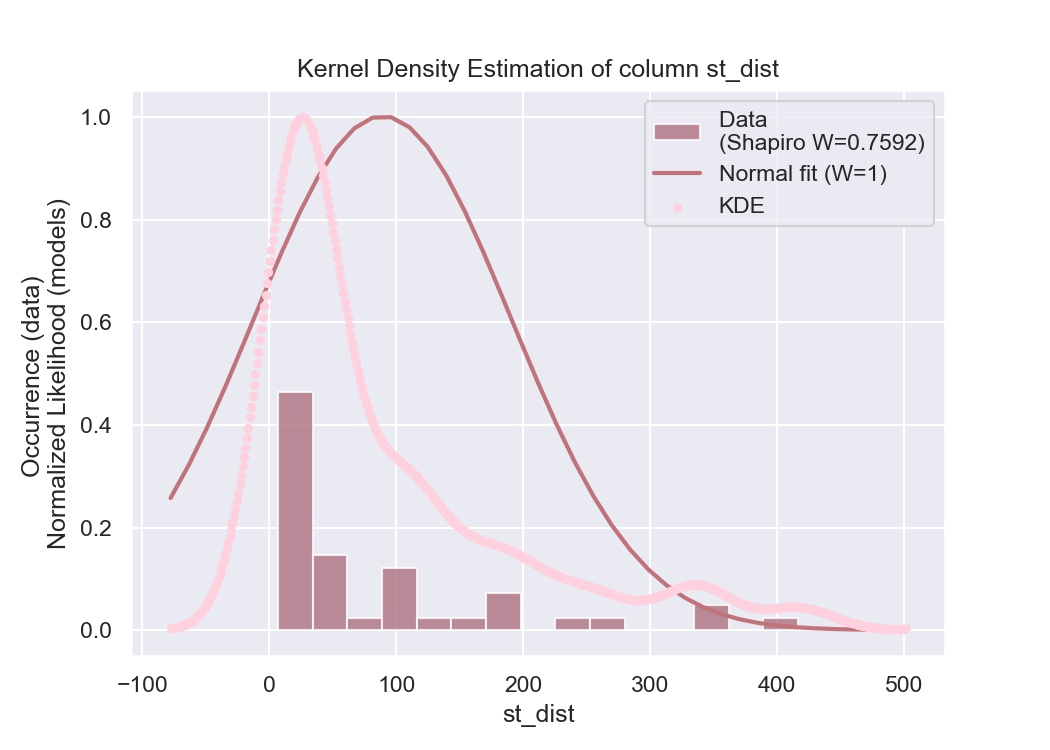 Kernel Density Estimation of column st_dist
Data
(Shapiro W=0.7592)
Normal fit (W=1)
KDE
Occurrence (data)
Normalized Likelihood (models)
1.0
0.8
0.6
0.4
0.2
0.0
−100 0 100 200 300 400 500
st_dist